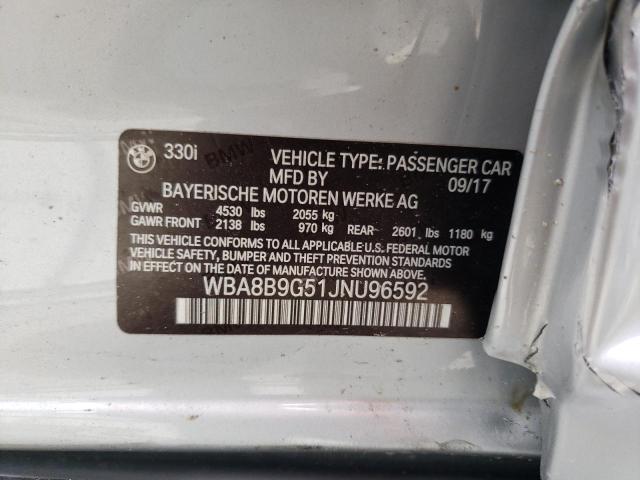 330i VEHICLE TYPE: PASSENGER CAR
MFD BY 09/17
BAYERISCHE MOTOREN WERKE AG
GVWR 4530 lbs 2055 kg
GAWR FRONT 2138 lbs 970 kg REAR 2601 lbs 1180 kg
THIS VEHICLE CONFORMS TO ALL APPLICABLE U.S. FEDERAL MOTOR
VEHICLE SAFETY, BUMPER AND THEFT PREVENTION STANDARDS
IN EFFECT ON THE DATE OF MANUFACTURE SHOWN ABOVE.
WBA8B9G51JNU96592